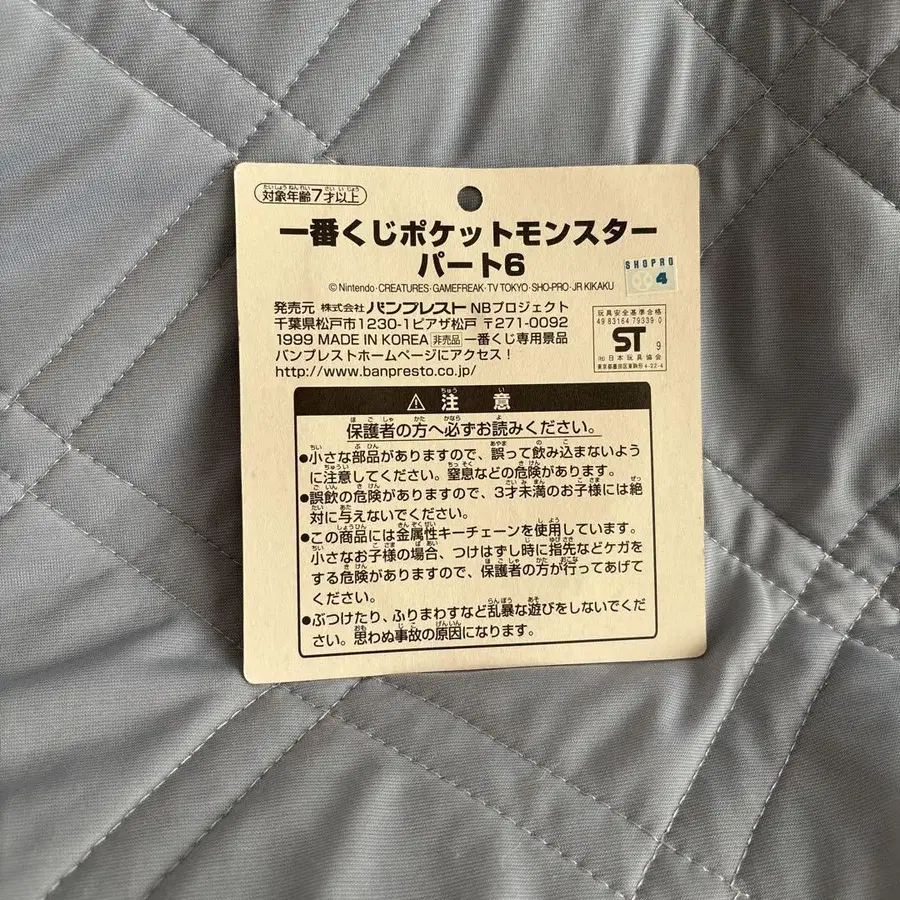 対象年齢7才以上
一番くじポケットモンスター
パート6
©Nintendo・CREATURES・GAMEFREAK・TV TOKYO・SHO-PRO・JR KIKAKU
SHOPRO
4
発売元 株式会社バンプレスト NBプロジェクト
千葉県松戸市1230-1ピアザ松戸 〒271-0092
1999 MADE IN KOREA 非売品 一番くじ専用景品
バンプレストホームページにアクセス!
http://www.banpresto.co.jp/
玩具安全基準合格
49 83164 79339 0
ST 9
㈳日本玩具協会
東京都墨田区東駒形4-22-4
⚠注意
保護者の方へ必ずお読みください。
●小さな部品がありますので、誤って飲み込まないよう
に注意してください。窒息などの危険があります。
●誤飲の危険がありますので、3才未満のお子様には絶
対に与えないでください。
●この商品には金属性キーチェーンを使用しています。
小さなお子様の場合、つけはずし時に指先などケガを
する危険がありますので、保護者の方が行ってあげて
ください。
●ぶつけたり、ふりまわすなど乱暴な遊びをしないでくだ
さい。思わぬ事故の原因になります。